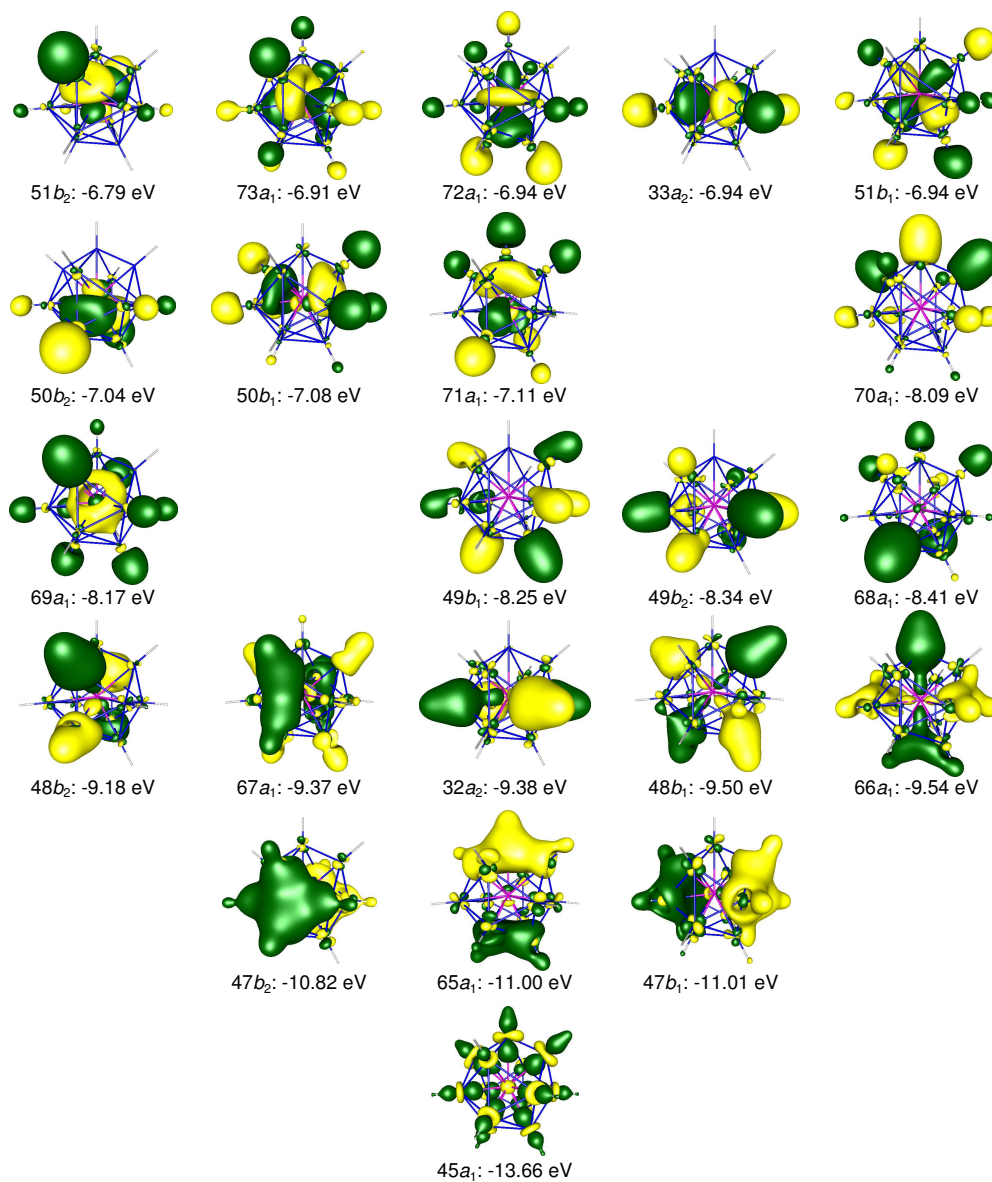 51b₂: -6.79 eV
73a₁: -6.91 eV
72a₁: -6.94 eV
33a₂: -6.94 eV
51b₁: -6.94 eV
50b₂: -7.04 eV
50b₁: -7.08 eV
71a₁: -7.11 eV
70a₁: -8.09 eV
69a₁: -8.17 eV
49b₁: -8.25 eV
49b₂: -8.34 eV
68a₁: -8.41 eV
48b₂: -9.18 eV
67a₁: -9.37 eV
32a₂: -9.38 eV
48b₁: -9.50 eV
66a₁: -9.54 eV
47b₂: -10.82 eV
65a₁: -11.00 eV
47b₁: -11.01 eV
45a₁: -13.66 eV